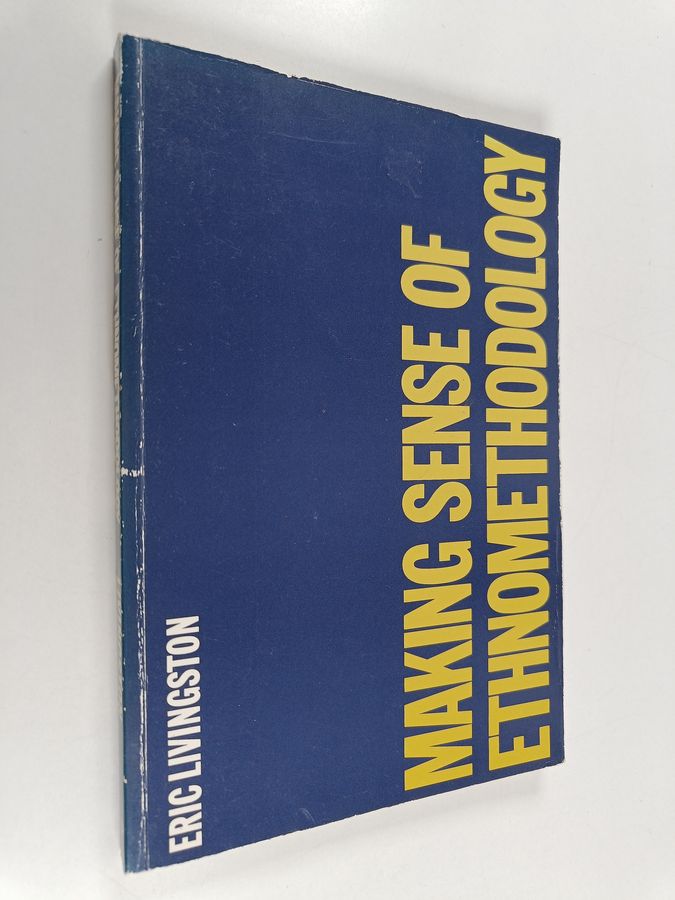 ERIC LIVINGSTON
MAKING SENSE OF
ETHNOMETHODOLOGY